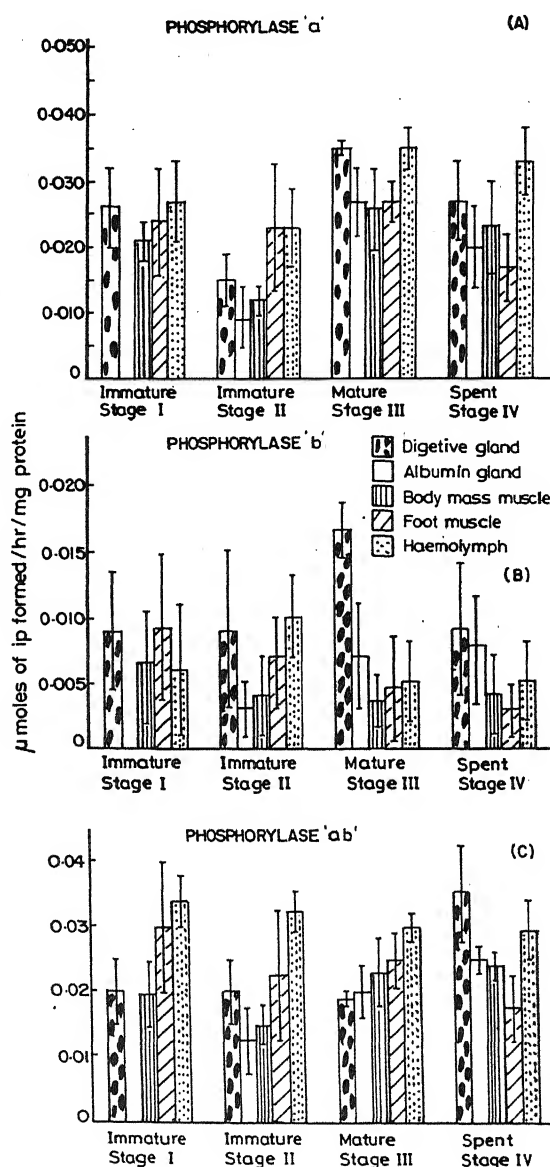 PHOSPHORYLASE 'a'
(A)
0·050
0·040
0·030
0·020
0·010
0
Immature Stage I
Immature Stage II
Mature Stage III
Spent Stage IV
PHOSPHORYLASE 'b'
Digetive gland
Albumin gland
Body mass muscle
Foot muscle
Haemolymph
(B)
0·020
0·015
0·010
0·005
0
µ moles of ip formed/hr/mg protein
Immature Stage I
Immature Stage II
Mature Stage III
Spent Stage IV
PHOSPHORYLASE 'ab'
(C)
0·04
0·03
0·02
0·01
0
Immature Stage I
Immature Stage II
Mature Stage III
Spent Stage IV